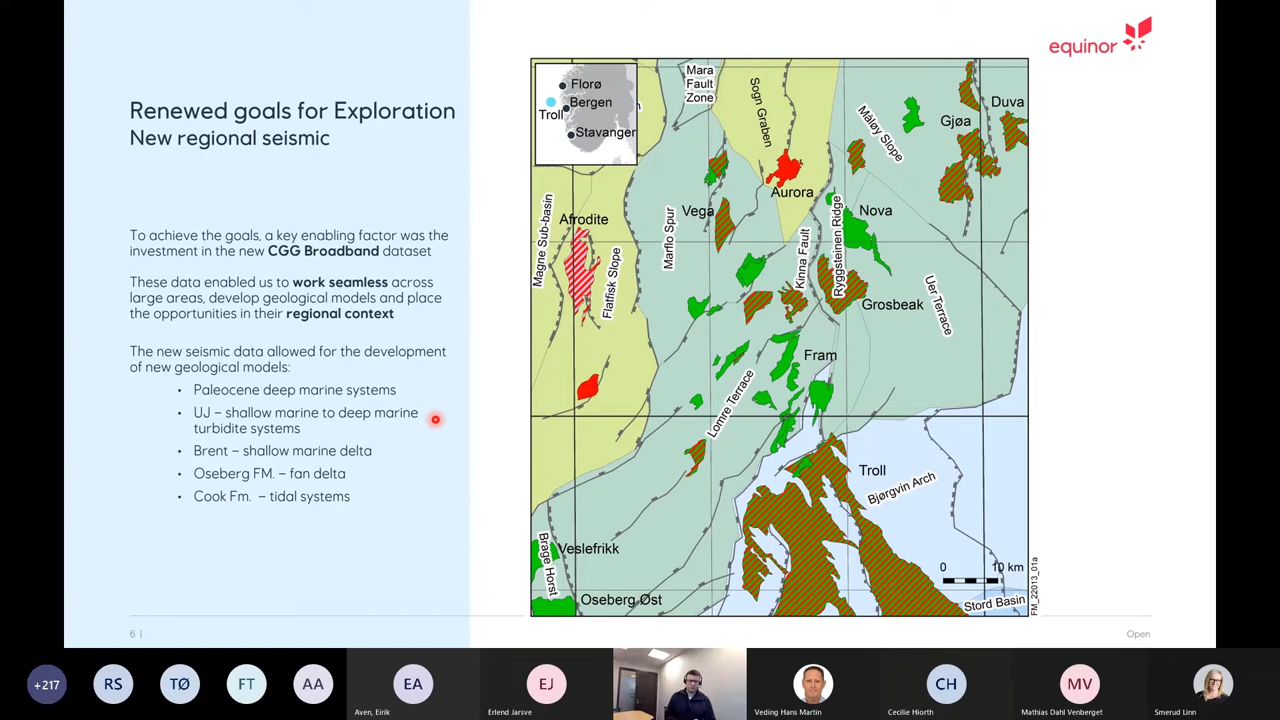 equinor
Renewed goals for Exploration
New regional seismic
To achieve the goals, a key enabling factor was the
investment in the new CGG Broadband dataset
These data enabled us to work seamless across
large areas, develop geological models and place
the opportunities in their regional context
The new seismic data allowed for the development
of new geological models:
• Paleocene deep marine systems
• UJ – shallow marine to deep marine
turbidite systems
• Brent – shallow marine delta
• Oseberg FM. – fan delta
• Cook Fm. – tidal systems
6 |
Florø
Bergen
Troll
Stavanger
Mara
Fault
Zone
Sogn Graben
Måløy Slope
Gjøa
Duva
Aurora
Magne Sub-basin
Afrodite
Flatfisk Slope
Marflo Spur
Vega
Kinna Fault
Ryggsteinen Ridge
Nova
Grosbeak
Uer Terrace
Fram
Lomre Terrace
Troll
Bjørgvin Arch
Brage Horst
Veslefrikk
Oseberg Øst
0 10 km
Stord Basin
FM_22013_01a
Open
+217
RS
TØ
FT
AA
EA
Aven, Eirik
EJ
Erlend Jarsve
Veding Hans Martin
CH
Cecilie Hiorth
MV
Mathias Dahl Venberget
Smerud Linn